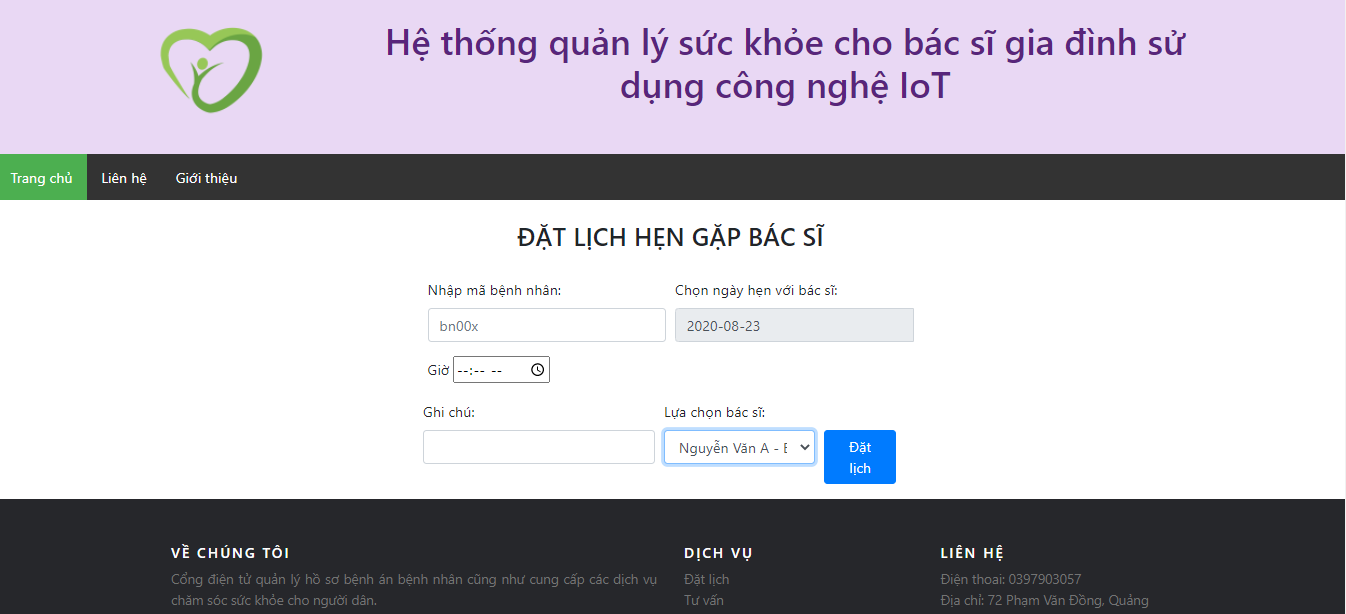 Hệ thống quản lý sức khỏe cho bác sĩ gia đình sử
dụng công nghệ IoT
Trang chủ Liên hệ Giới thiệu
ĐẶT LỊCH HẸN GẶP BÁC SĨ
Nhập mã bệnh nhân: Chọn ngày hẹn với bác sĩ:
bn00x 2020-08-23
Giờ --:-- --
Ghi chú: Lựa chọn bác sĩ:
Nguyễn Văn A - Đặt
lịch
VỀ CHÚNG TÔI DỊCH VỤ LIÊN HỆ
Cổng điện tử quản lý hồ sơ bệnh án bệnh nhân cũng như cung cấp các dịch vụ Đặt lịch Điện thoai: 0397903057
chăm sóc sức khỏe cho người dân. Tư vấn Địa chỉ: 72 Phạm Văn Đồng, Quảng